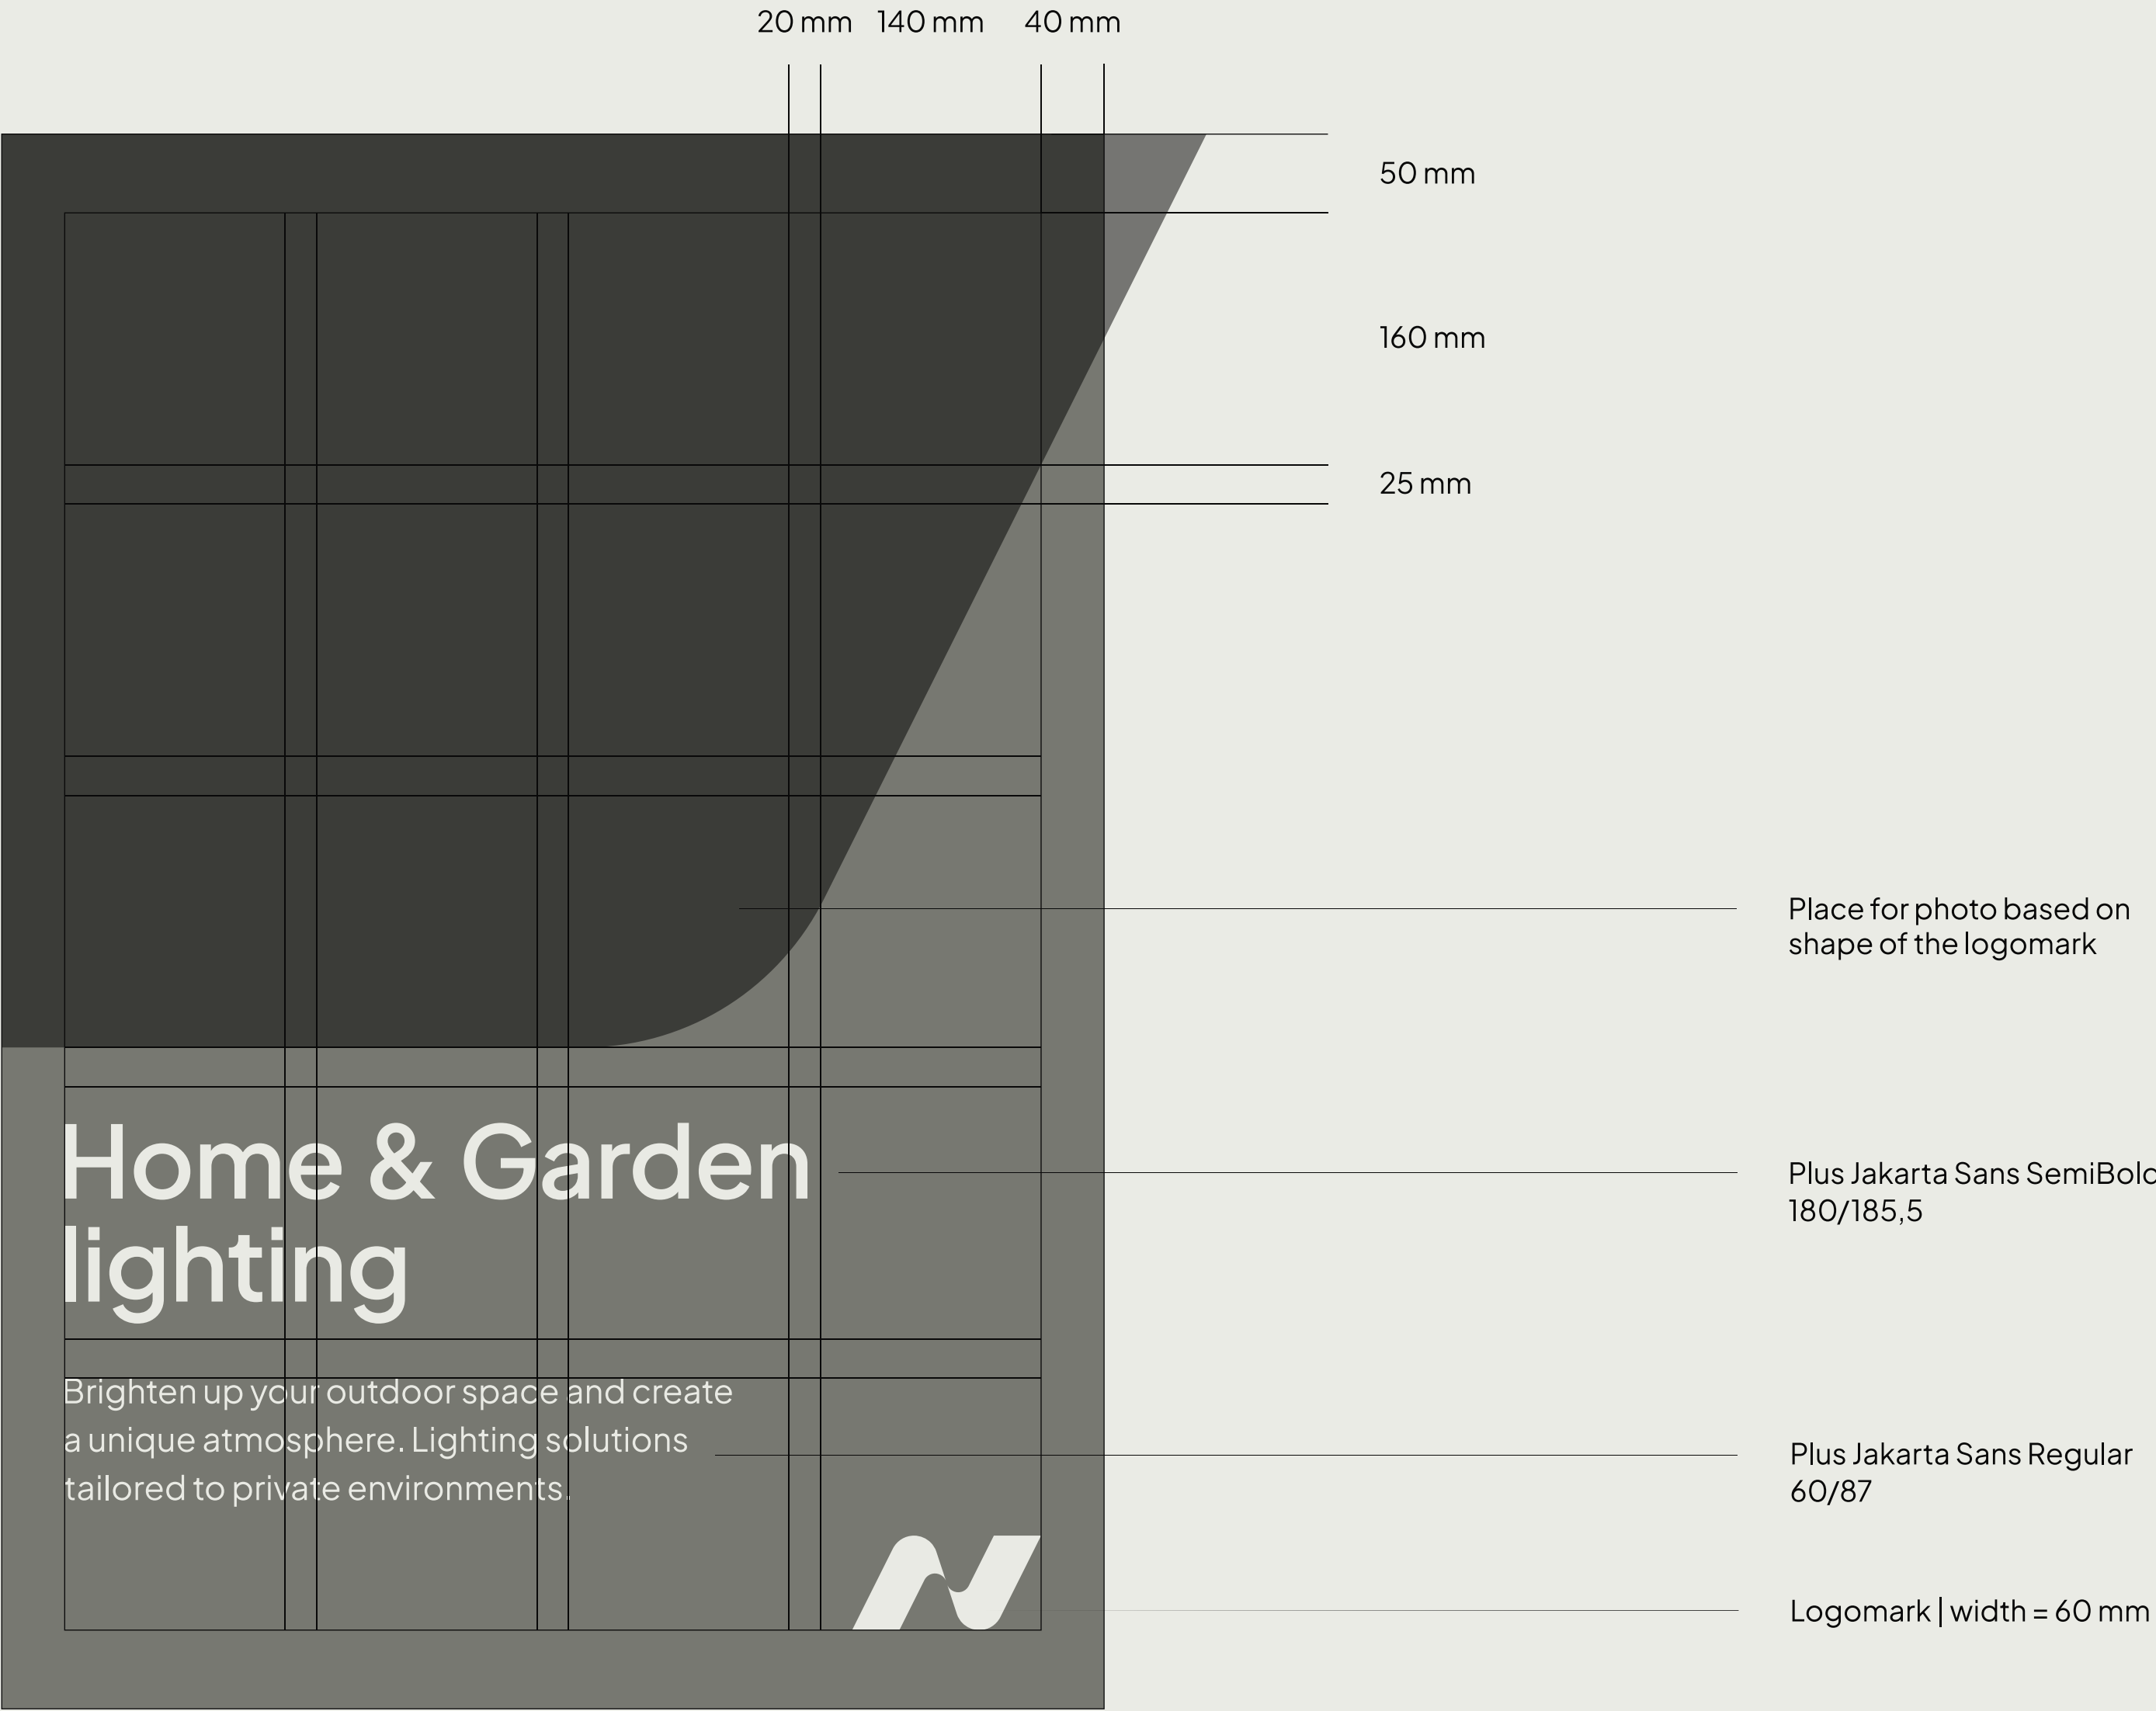 20 mm 140 mm 40 mm
50 mm
160 mm
25 mm
Place for photo based on
shape of the logomark
Home & Garden
lighting
Plus Jakarta Sans SemiBold
180/185,5
Brighten up your outdoor space and create
a unique atmosphere. Lighting solutions
tailored to private environments.
Plus Jakarta Sans Regular
60/87
Logomark | width = 60 mm